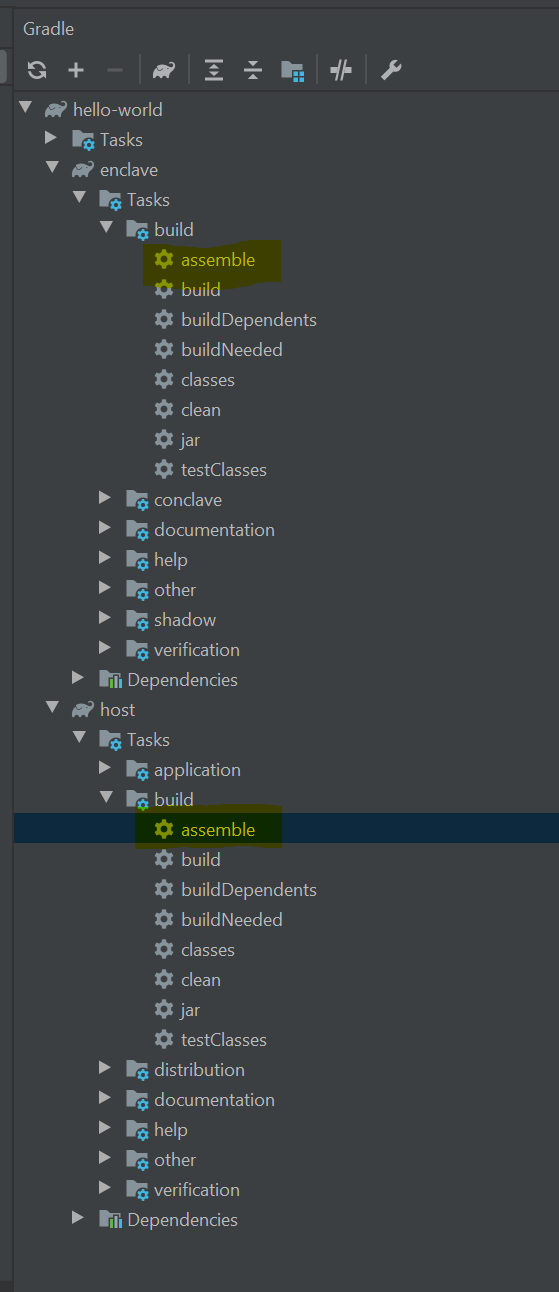 Gradle
hello-world
Tasks
enclave
Tasks
build
assemble
build
buildDependents
buildNeeded
classes
clean
jar
testClasses
conclave
documentation
help
other
shadow
verification
Dependencies
host
Tasks
application
build
assemble
build
buildDependents
buildNeeded
classes
clean
jar
testClasses
distribution
documentation
help
other
verification
Dependencies